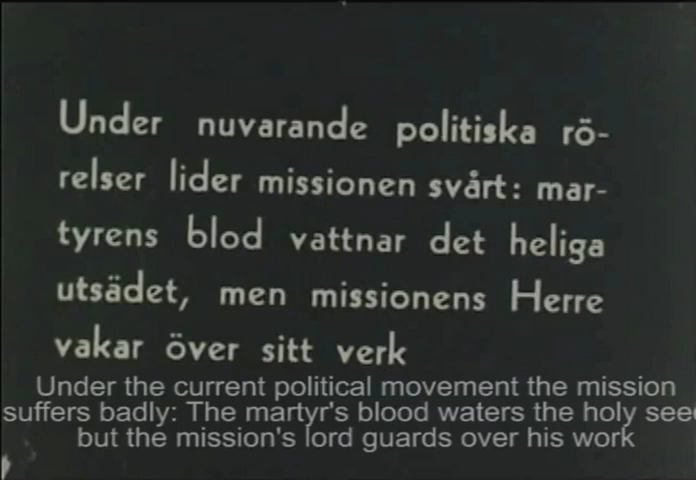 Under nuvarande politiska rö-
relser lider missionen svårt: mar-
tyrens blod vattnar det heliga
utsädet, men missionens Herre
vakar över sitt verk
Under the current political movement the mission
suffers badly: The martyr's blood waters the holy see
but the mission's lord guards over his work